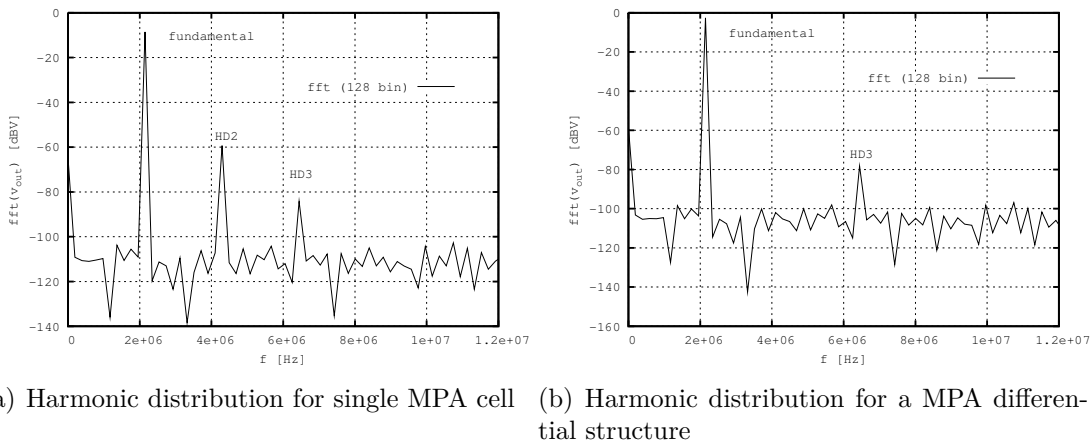 0
-20
-40
-60
-80
-100
-120
-140
fft(vout) [dBV]
fundamental
fft (128 bin)
HD2
HD3
0 2e+06 4e+06 6e+06 8e+06 1e+07 1.2e+07
f [Hz]
0
-20
-40
-60
-80
-100
-120
-140
-160
fft(vout) [dBV]
fundamental
fft (128 bin)
HD3
0 2e+06 4e+06 6e+06 8e+06 1e+07 1.2e+07
f [Hz]
) Harmonic distribution for single MPA cell
(b) Harmonic distribution for a MPA differen-
tial structure